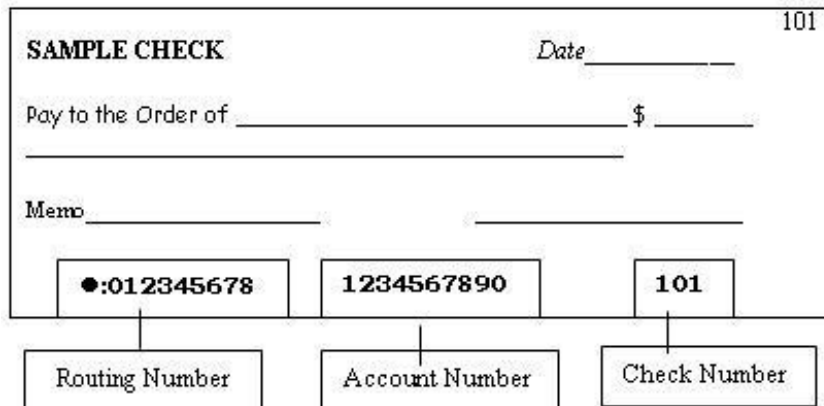 101
SAMPLE CHECK Date
Pay to the Order of $
Memo
●:012345678 1234567890 101
Routing Number Account Number Check Number